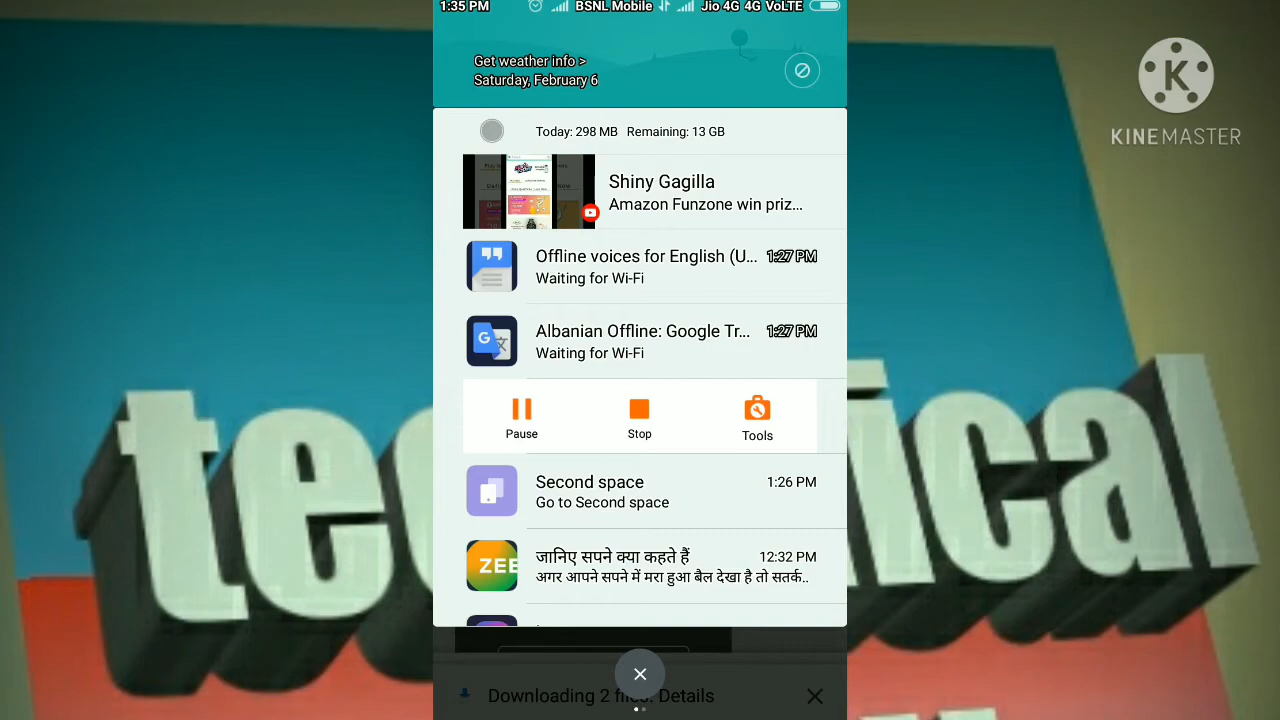 1:35 PM BSNL Mobile Jio 4G 4G VoLTE
Get weather info >
Saturday, February 6
K
KINEMASTER
Today: 298 MB Remaining: 13 GB
Shiny Gagilla
Amazon Funzone win priz...
Offline voices for English (U... 1:27 PM
Waiting for Wi-Fi
Albanian Offline: Google Tr... 1:27 PM
Waiting for Wi-Fi
Pause Stop Tools
Second space 1:26 PM
Go to Second space
ZEE जानिए सपने क्या कहते हैं 12:32 PM
अगर आपने सपने में मरा हुआ बैल देखा है तो सतर्क..
Downloading 2 files. Details
tec ical